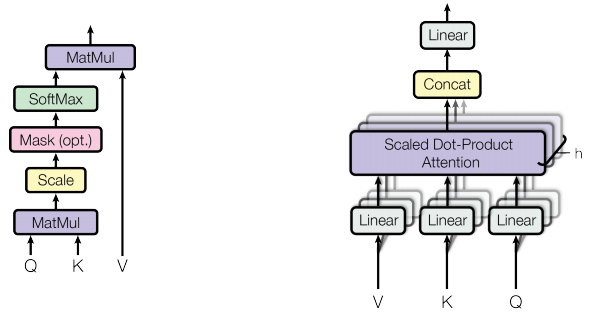 MatMul
SoftMax
Mask (opt.)
Scale
MatMul
Q K V
Linear
Concat
Scaled Dot-Product
Attention
h
Linear Linear Linear
V K Q